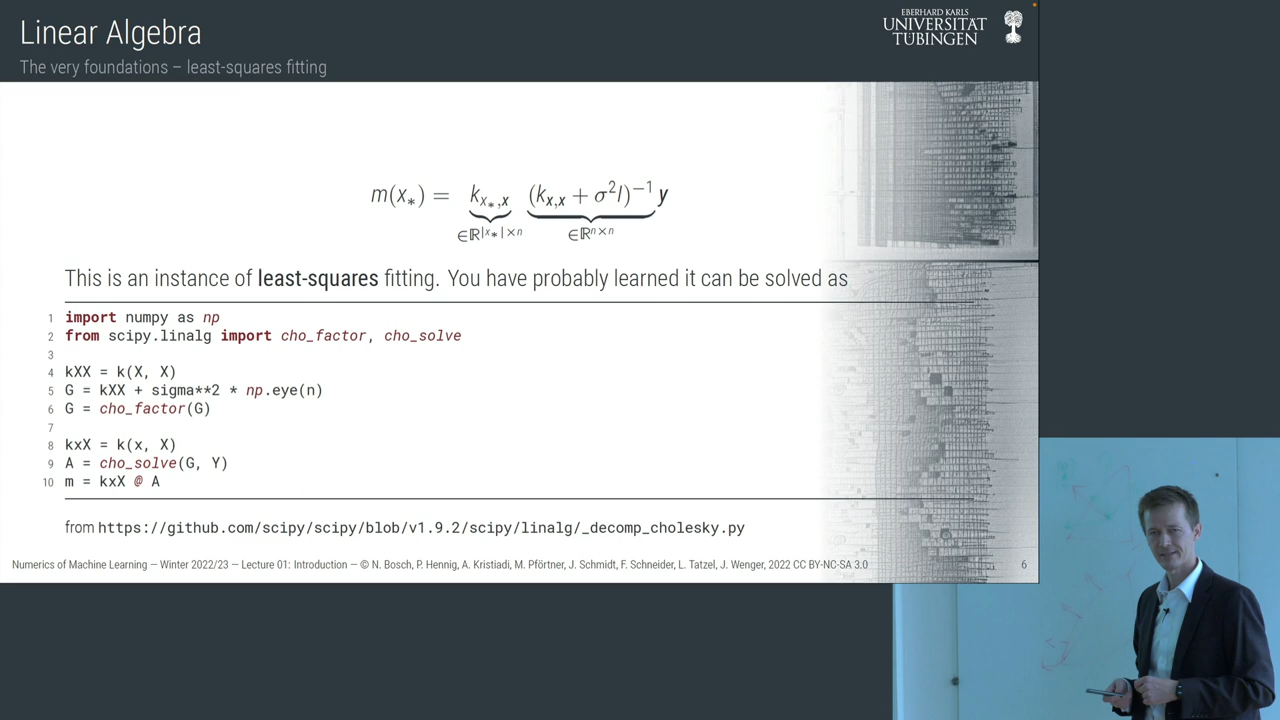 Linear Algebra
The very foundations – least-squares fitting
EBERHARD KARLS
UNIVERSITÄT
TÜBINGEN
m(x∗) = k_{x∗,x} (k_{x,x} + σ²I)⁻¹ y
∈ℝ^{|x∗|×n} ∈ℝ^{n×n}
This is an instance of least-squares fitting. You have probably learned it can be solved as
1 import numpy as np
2 from scipy.linalg import cho_factor, cho_solve
3
4 kXX = k(X, X)
5 G = kXX + sigma**2 * np.eye(n)
6 G = cho_factor(G)
7
8 kxX = k(x, X)
9 A = cho_solve(G, Y)
10 m = kxX @ A
from https://github.com/scipy/scipy/blob/v1.9.2/scipy/linalg/_decomp_cholesky.py
Numerics of Machine Learning — Winter 2022/23 — Lecture 01: Introduction — © N. Bosch, P. Hennig, A. Kristiadi, M. Pförtner, J. Schmidt, F. Schneider, L. Tatzel, J. Wenger, 2022 CC BY-NC-SA 3.0
6